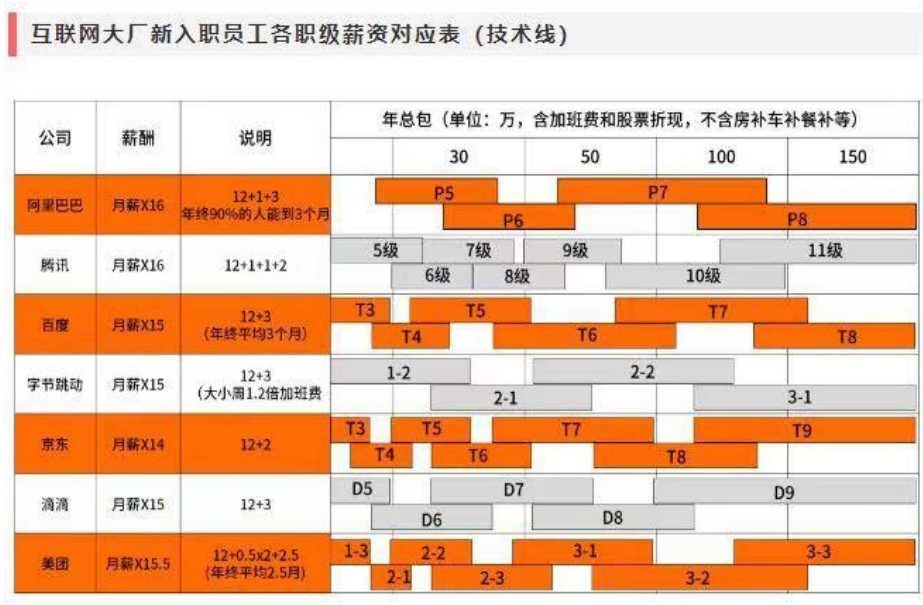 互联网大厂新入职员工各职级薪资对应表（技术线）
公司 薪酬 说明 年总包（单位：万，含加班费和股票折现，不含房补车补餐补等）
30 50 100 150
阿里巴巴 月薪X16 12+1+3
年终90%的人能到3个月
P5 P7
P6 P8
腾讯 月薪X16 12+1+1+2
5级 7级 9级 11级
6级 8级 10级
百度 月薪X15 12+3
（年终平均3个月）
T3 T5 T7
T4 T6 T8
字节跳动 月薪X15 12+3
（大小周1.2倍加班费
1-2 2-2
2-1 3-1
京东 月薪X14 12+2
T3 T5 T7 T9
T4 T6 T8
滴滴 月薪X15 12+3
D5 D7 D9
D6 D8
美团 月薪X15.5 12+0.5x2+2.5
(年终平均2.5月)
1-3 2-2 3-1 3-3
2-1 2-3 3-2